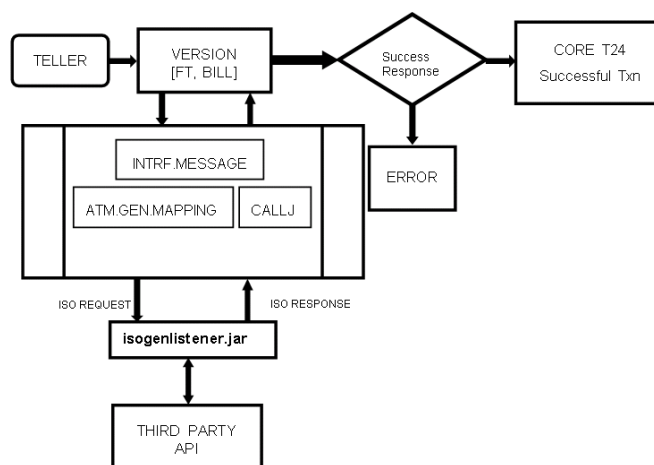 TELLER
VERSION
[FT, BILL]
Success
Response
CORE T24
Successful Txn
ERROR
INTRF.MESSAGE
ATM.GEN.MAPPING
CALLJ
ISO REQUEST
ISO RESPONSE
isogenlistener.jar
THIRD PARTY
API